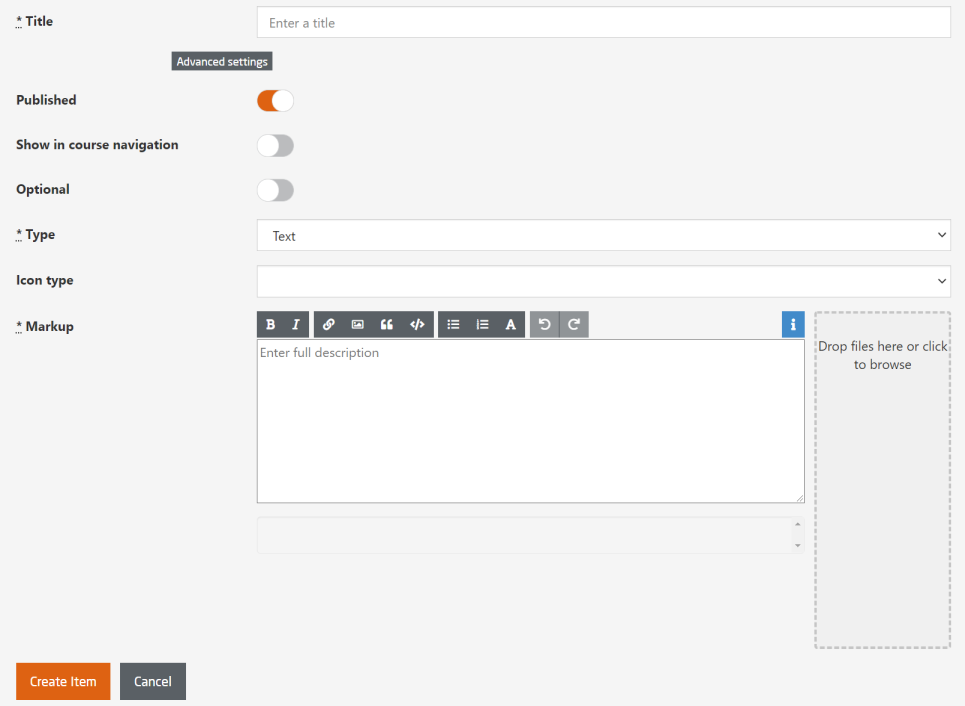 * Title
Enter a title
Advanced settings
Published
Show in course navigation
Optional
* Type
Text
Icon type
* Markup
Enter full description
Drop files here or click
to browse
Create Item
Cancel